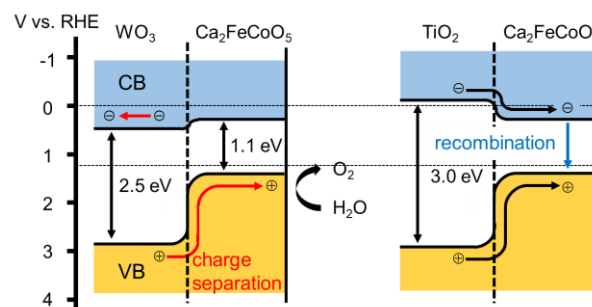 V vs. RHE
WO3 Ca2FeCoO5 TiO2 Ca2FeCoO
-1
0
1
2
3
4
CB
⊖ ⊖
⊖ ⊖
1.1 eV
2.5 eV
3.0 eV
recombination
O2
H2O
⊕ ⊕
⊕ ⊕
VB
charge
separation